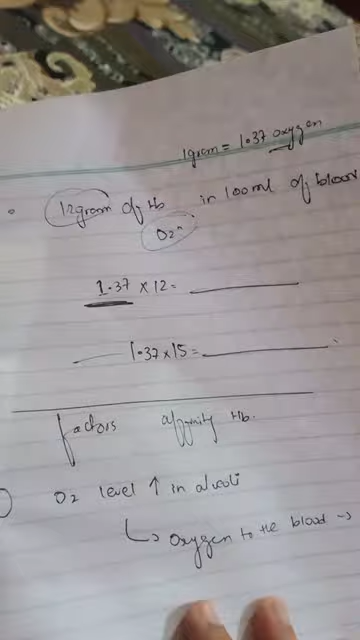 1gram = 1.37 oxygen
12gram of Hb in 100ml of blood
O2
1.37 × 12 =
1.37 × 15 =
factors affinity Hb.
O2 level ↑ in alveoli
↳ oxygen to the blood →